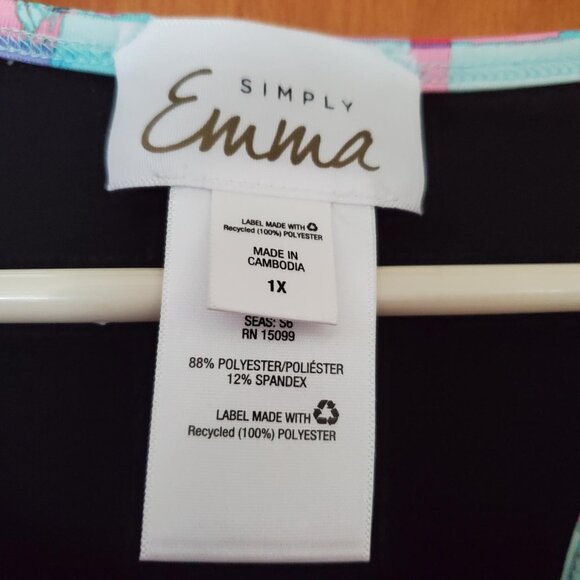 SIMPLY
Emma
LABEL MADE WITH
Recycled (100%) POLYESTER
MADE IN
CAMBODIA
1X
SEAS: S6
RN 15099
88% POLYESTER/POLIÉSTER
12% SPANDEX
LABEL MADE WITH
Recycled (100%) POLYESTER